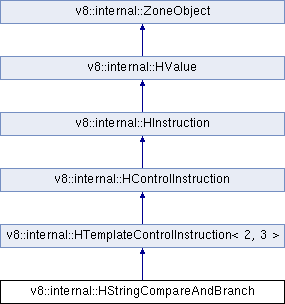 v8::internal::ZoneObject
v8::internal::HValue
v8::internal::HInstruction
v8::internal::HControlInstruction
v8::internal::HTemplateControlInstruction< 2, 3 >
v8::internal::HStringCompareAndBranch